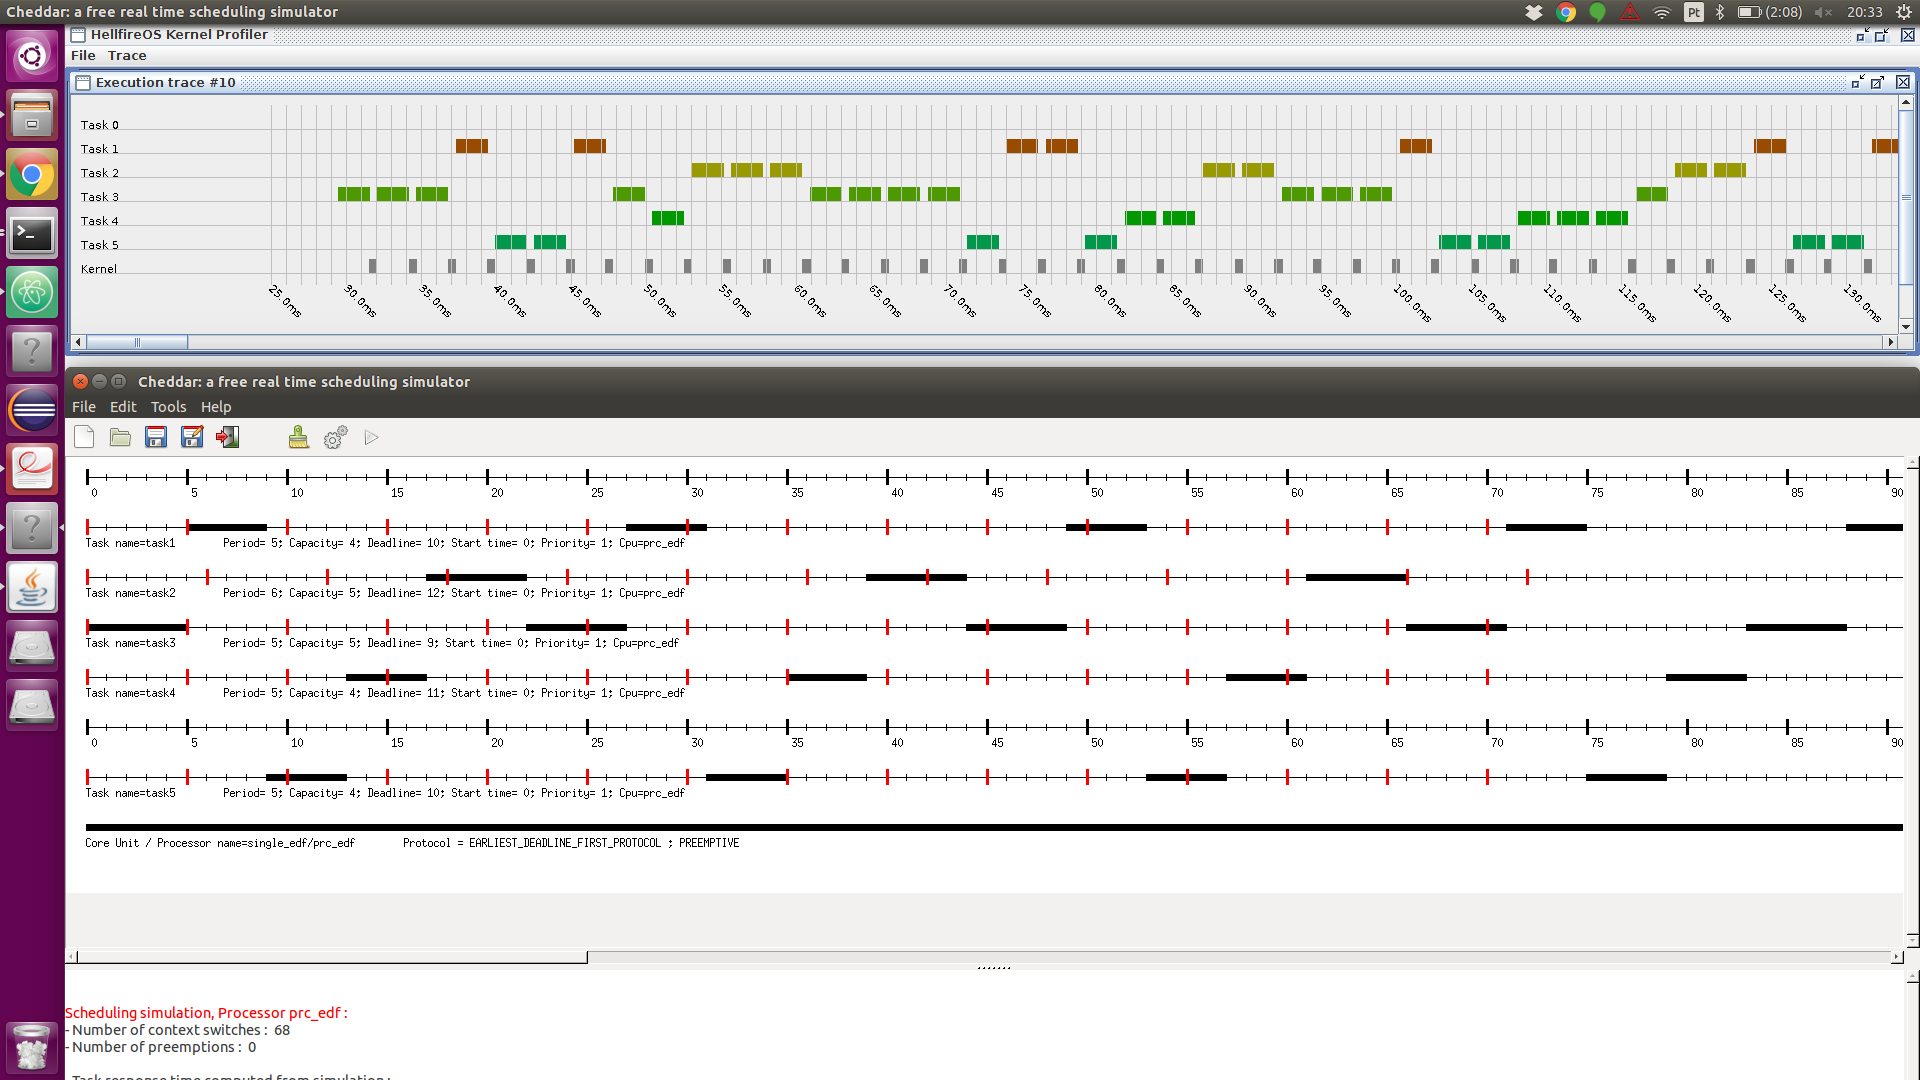 Cheddar: a free real time scheduling simulator
Pt (2:08) 20:33
HellfireOS Kernel Profiler
File Trace
Execution trace #10
Task 0
Task 1
Task 2
Task 3
Task 4
Task 5
Kernel
25.0ms 30.0ms 35.0ms 40.0ms 45.0ms 50.0ms 55.0ms 60.0ms 65.0ms 70.0ms 75.0ms 80.0ms 85.0ms 90.0ms 95.0ms 100.0ms 105.0ms 110.0ms 115.0ms 120.0ms 125.0ms 130.0ms
Cheddar: a free real time scheduling simulator
File Edit Tools Help
0 5 10 15 20 25 30 35 40 45 50 55 60 65 70 75 80 85 90
Task name=task1 Period= 5; Capacity= 4; Deadline= 10; Start time= 0; Priority= 1; Cpu=prc_edf
Task name=task2 Period= 6; Capacity= 5; Deadline= 12; Start time= 0; Priority= 1; Cpu=prc_edf
Task name=task3 Period= 5; Capacity= 5; Deadline= 9; Start time= 0; Priority= 1; Cpu=prc_edf
Task name=task4 Period= 5; Capacity= 4; Deadline= 11; Start time= 0; Priority= 1; Cpu=prc_edf
0 5 10 15 20 25 30 35 40 45 50 55 60 65 70 75 80 85 90
Task name=task5 Period= 5; Capacity= 4; Deadline= 10; Start time= 0; Priority= 1; Cpu=prc_edf
Core Unit / Processor name=single_edf/prc_edf Protocol = EARLIEST_DEADLINE_FIRST_PROTOCOL ; PREEMPTIVE
Scheduling simulation, Processor prc_edf :
- Number of context switches : 68
- Number of preemptions : 0
- Task response time computed from simulation :